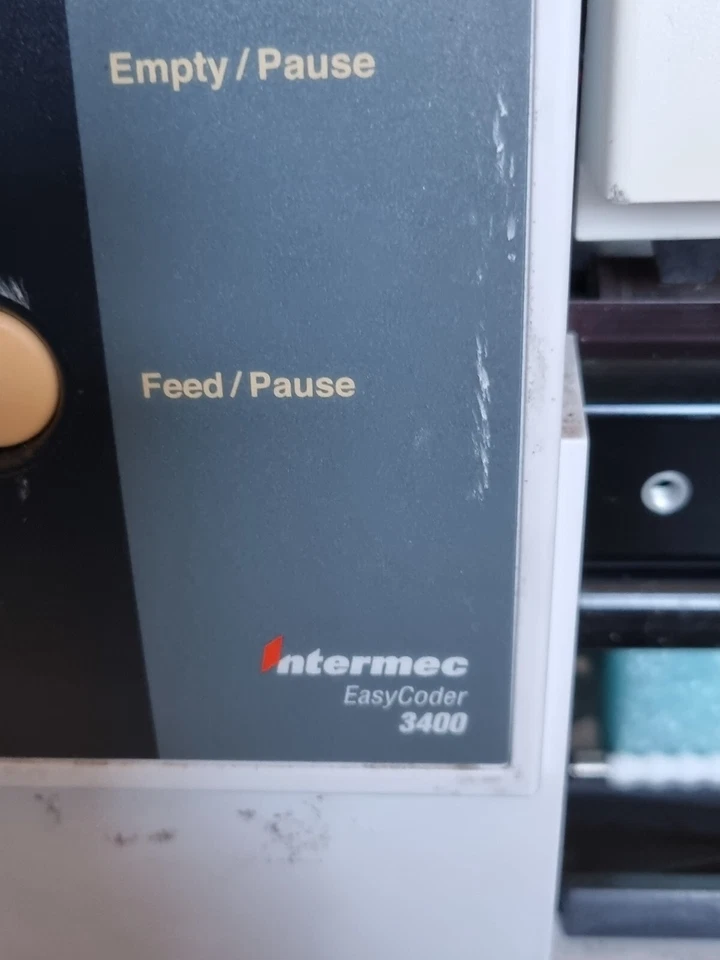 Empty / Pause
Feed / Pause
Intermec
EasyCoder
3400